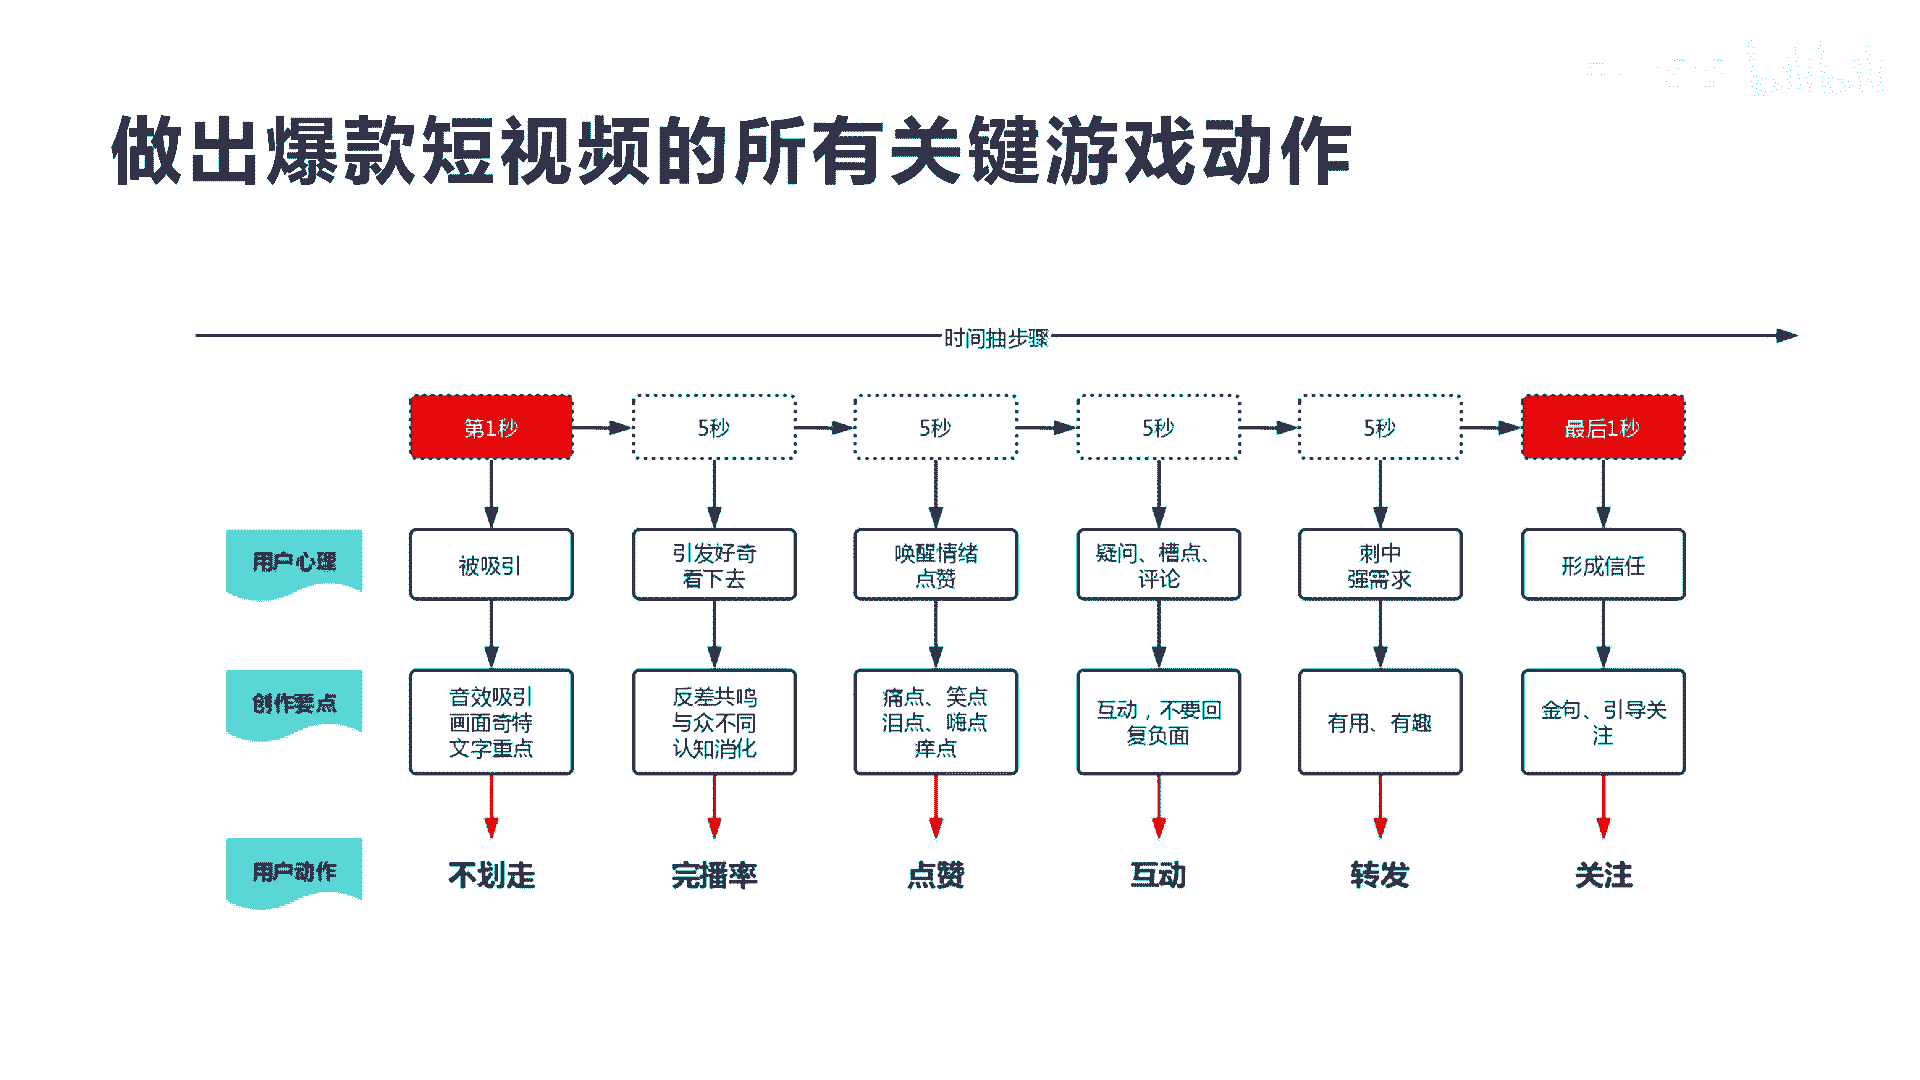 bilibili
做出爆款短视频的所有关键游戏动作
时间抽步骤
第1秒
5秒
5秒
5秒
5秒
最后1秒
用户心理
被吸引
引发好奇
看下去
唤醒情绪
点赞
疑问、槽点、
评论
刺中
强需求
形成信任
创作要点
音效吸引
画面奇特
文字重点
反差共鸣
与众不同
认知消化
痛点、笑点
泪点、嗨点
痒点
互动，不要回
复负面
有用、有趣
金句、引导关
注
用户动作
不划走
完播率
点赞
互动
转发
关注